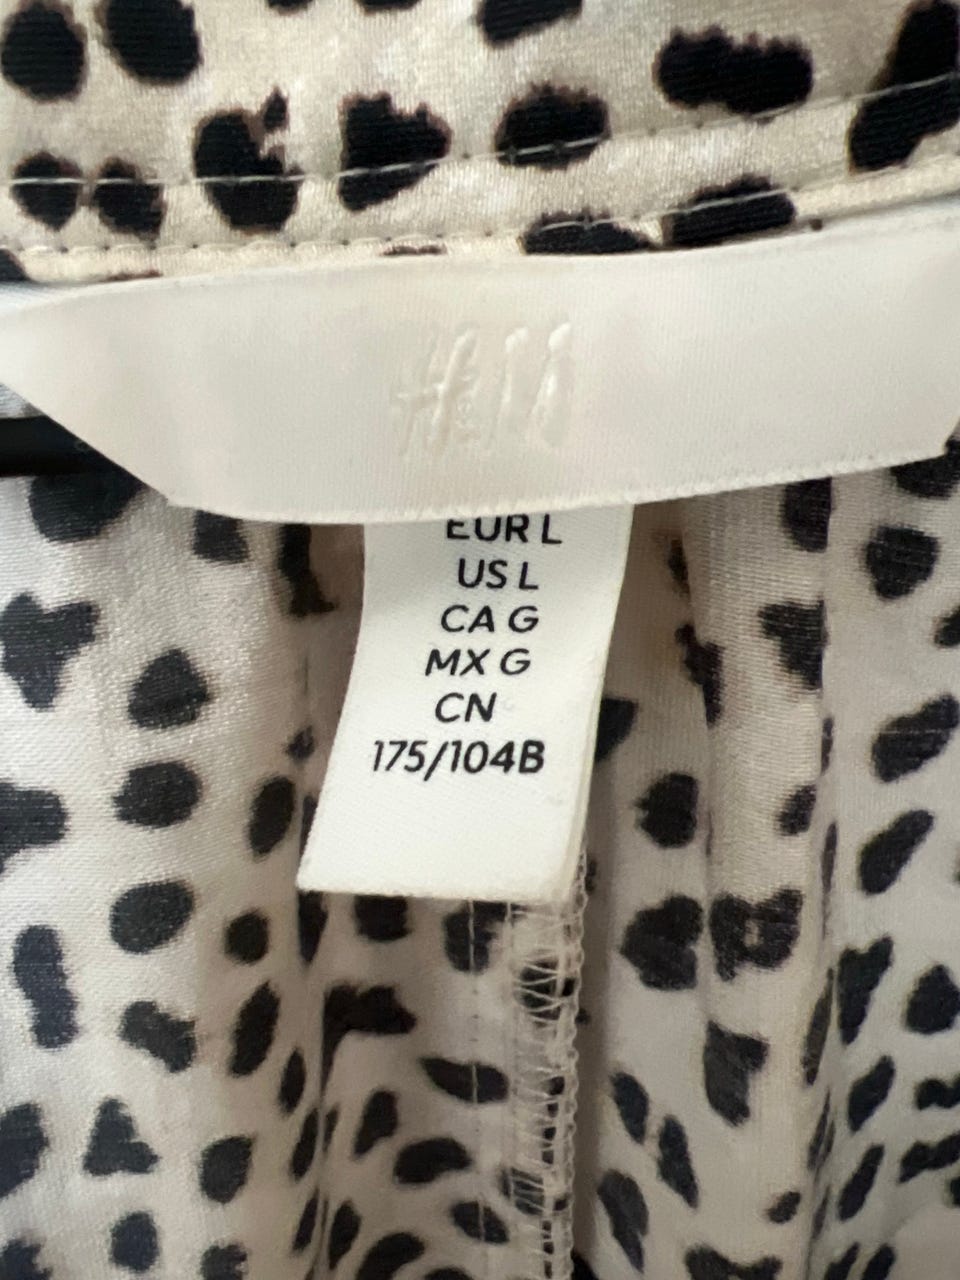 H&M
EUR L
US L
CA G
MX G
CN
175/104B